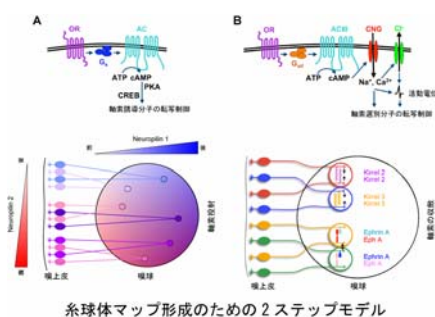 A
OR
AC
Gs
ATP cAMP
PKA
CREB
軸索誘導分子の転写制御
B
OR
ACIII
CNG
Cl⁻
Golf
ATP cAMP
Na⁺, Ca²⁺
活動電位
軸索選別分子の転写制御
Neuropilin 1
Neuropilin 2
軸索投射
嗅上皮
嗅球
Kirrel 2
Kirrel 2
Kirrel 3
Kirrel 3
Ephrin A
Eph A
Ephrin A
Eph A
軸索の収斂
嗅上皮
嗅球
糸球体マップ形成のための2ステップモデル